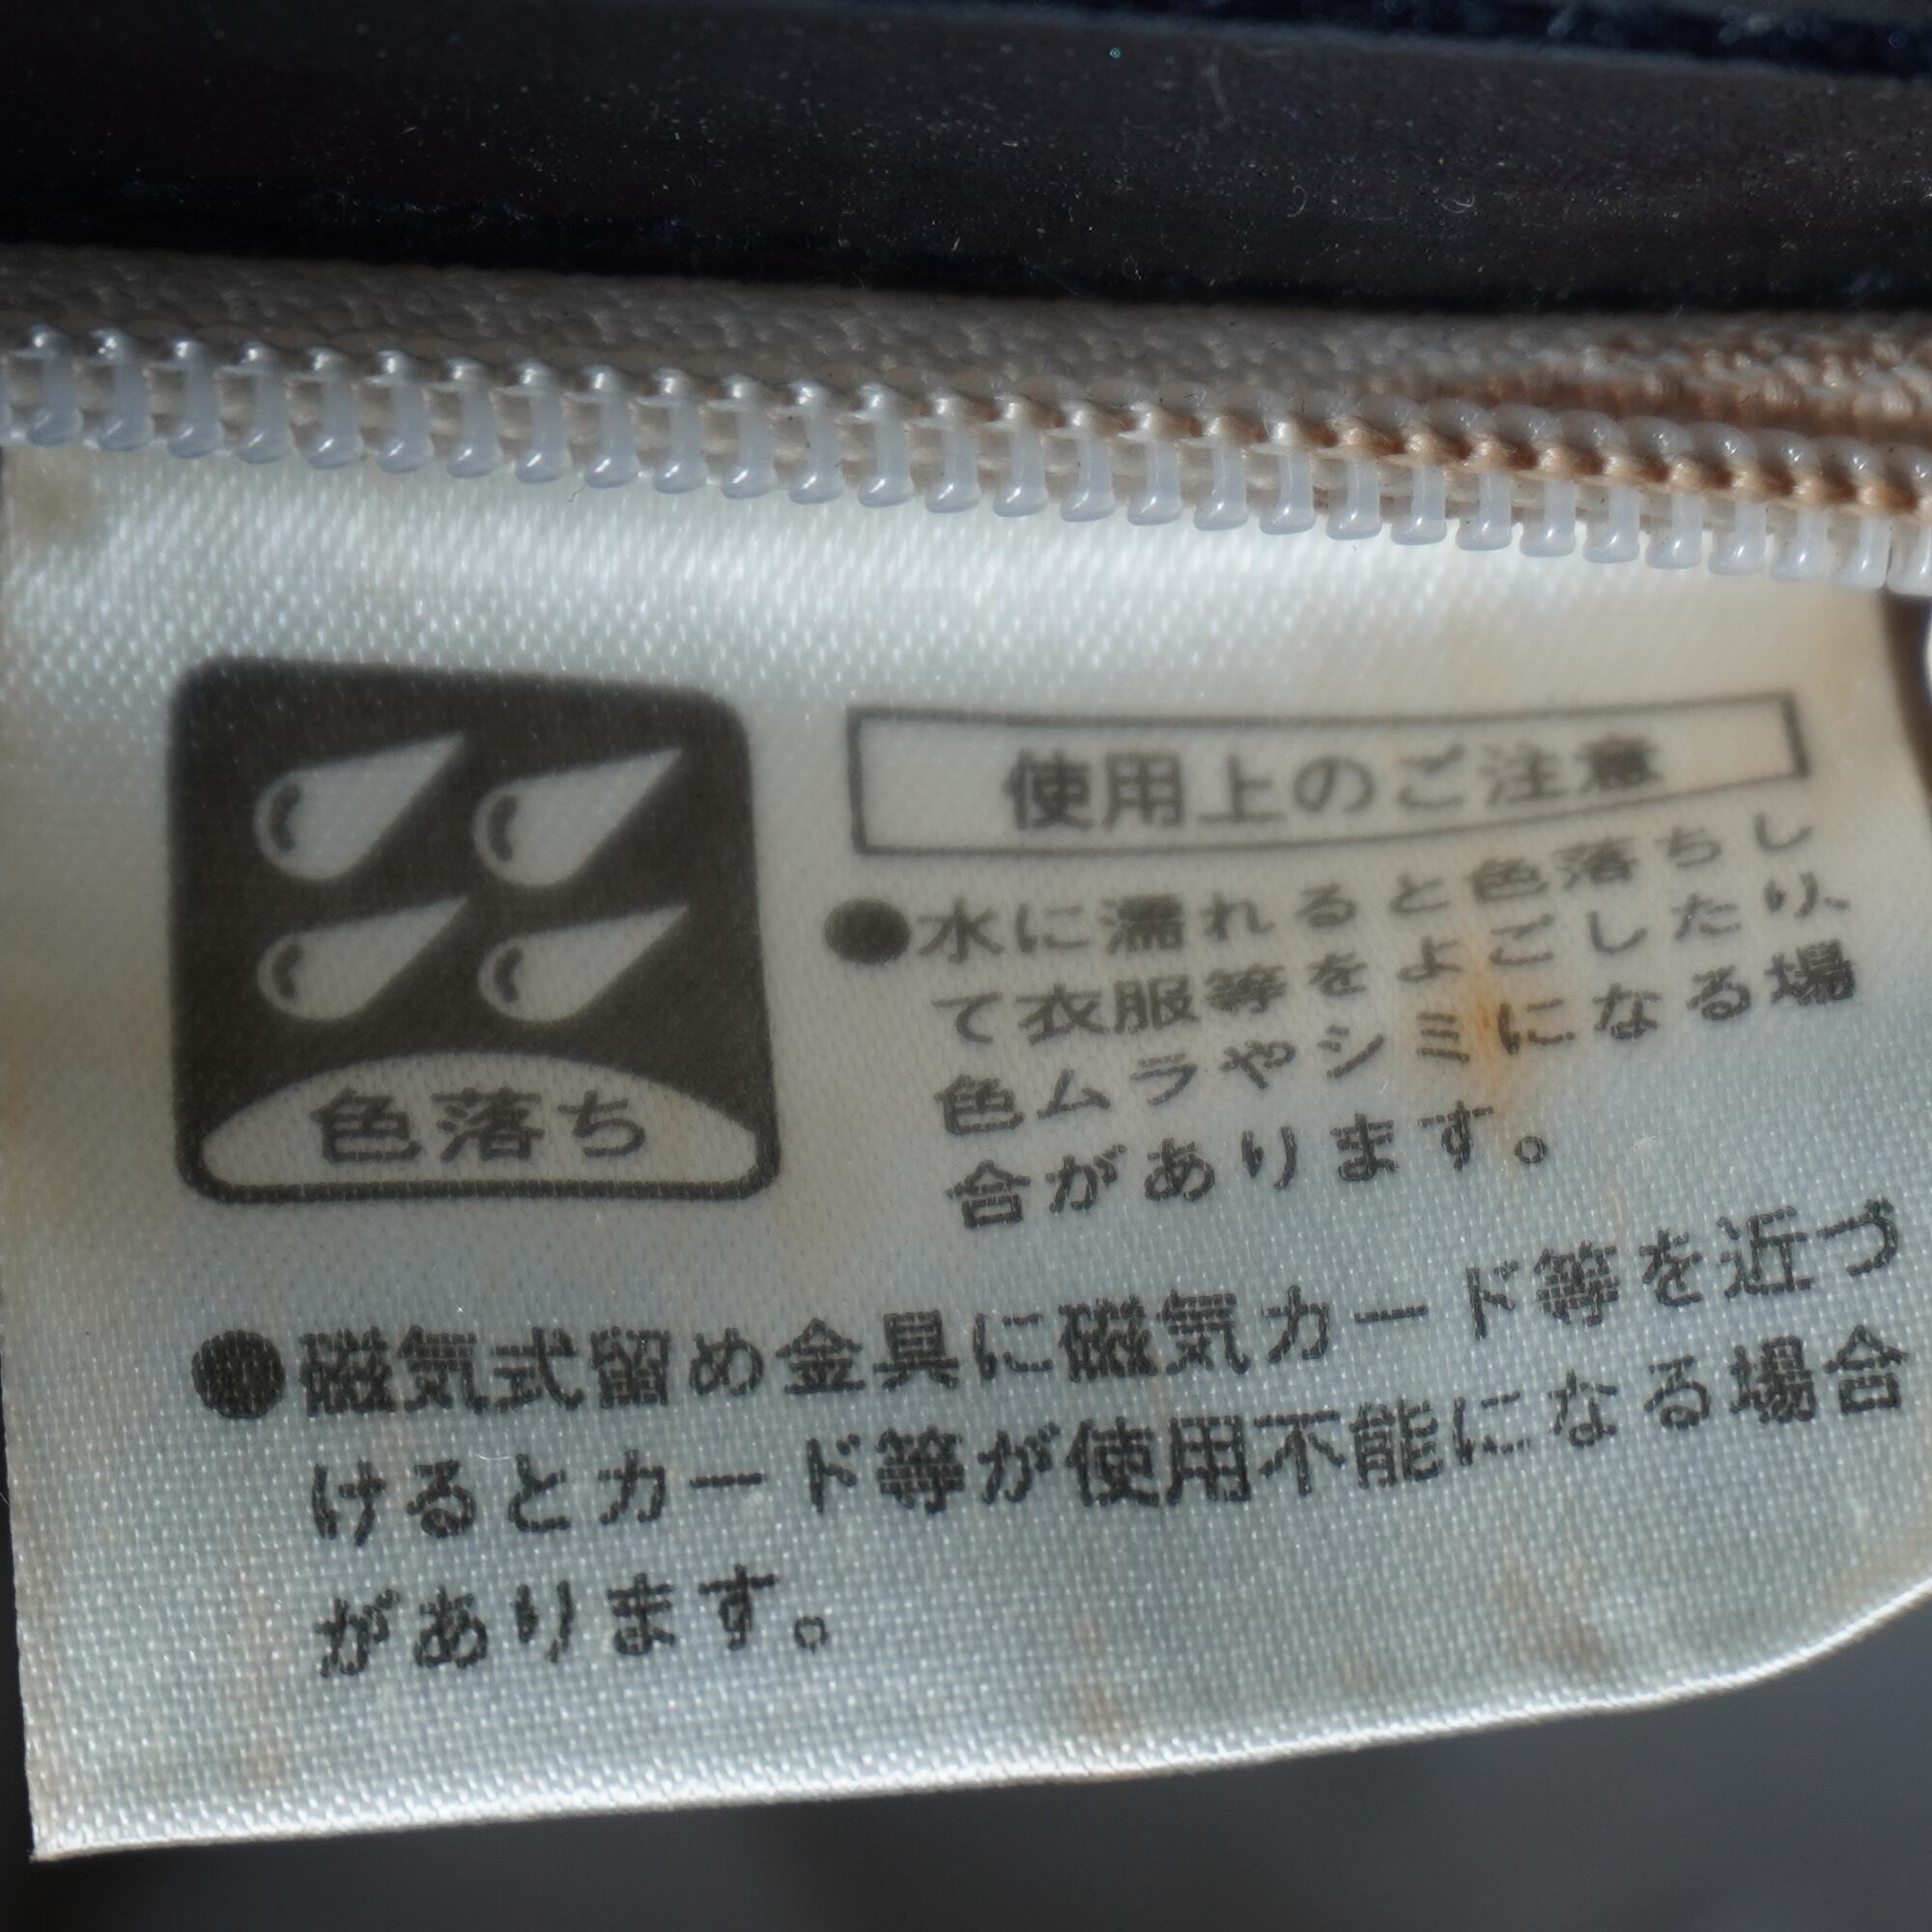 色落ち
使用上のご注意
●水に濡れると色落ちし
て衣服等をよごしたり、
色ムラやシミになる場
合があります。
●磁気式留め金具に磁気カード等を近づ
けるとカード等が使用不能になる場合
があります。